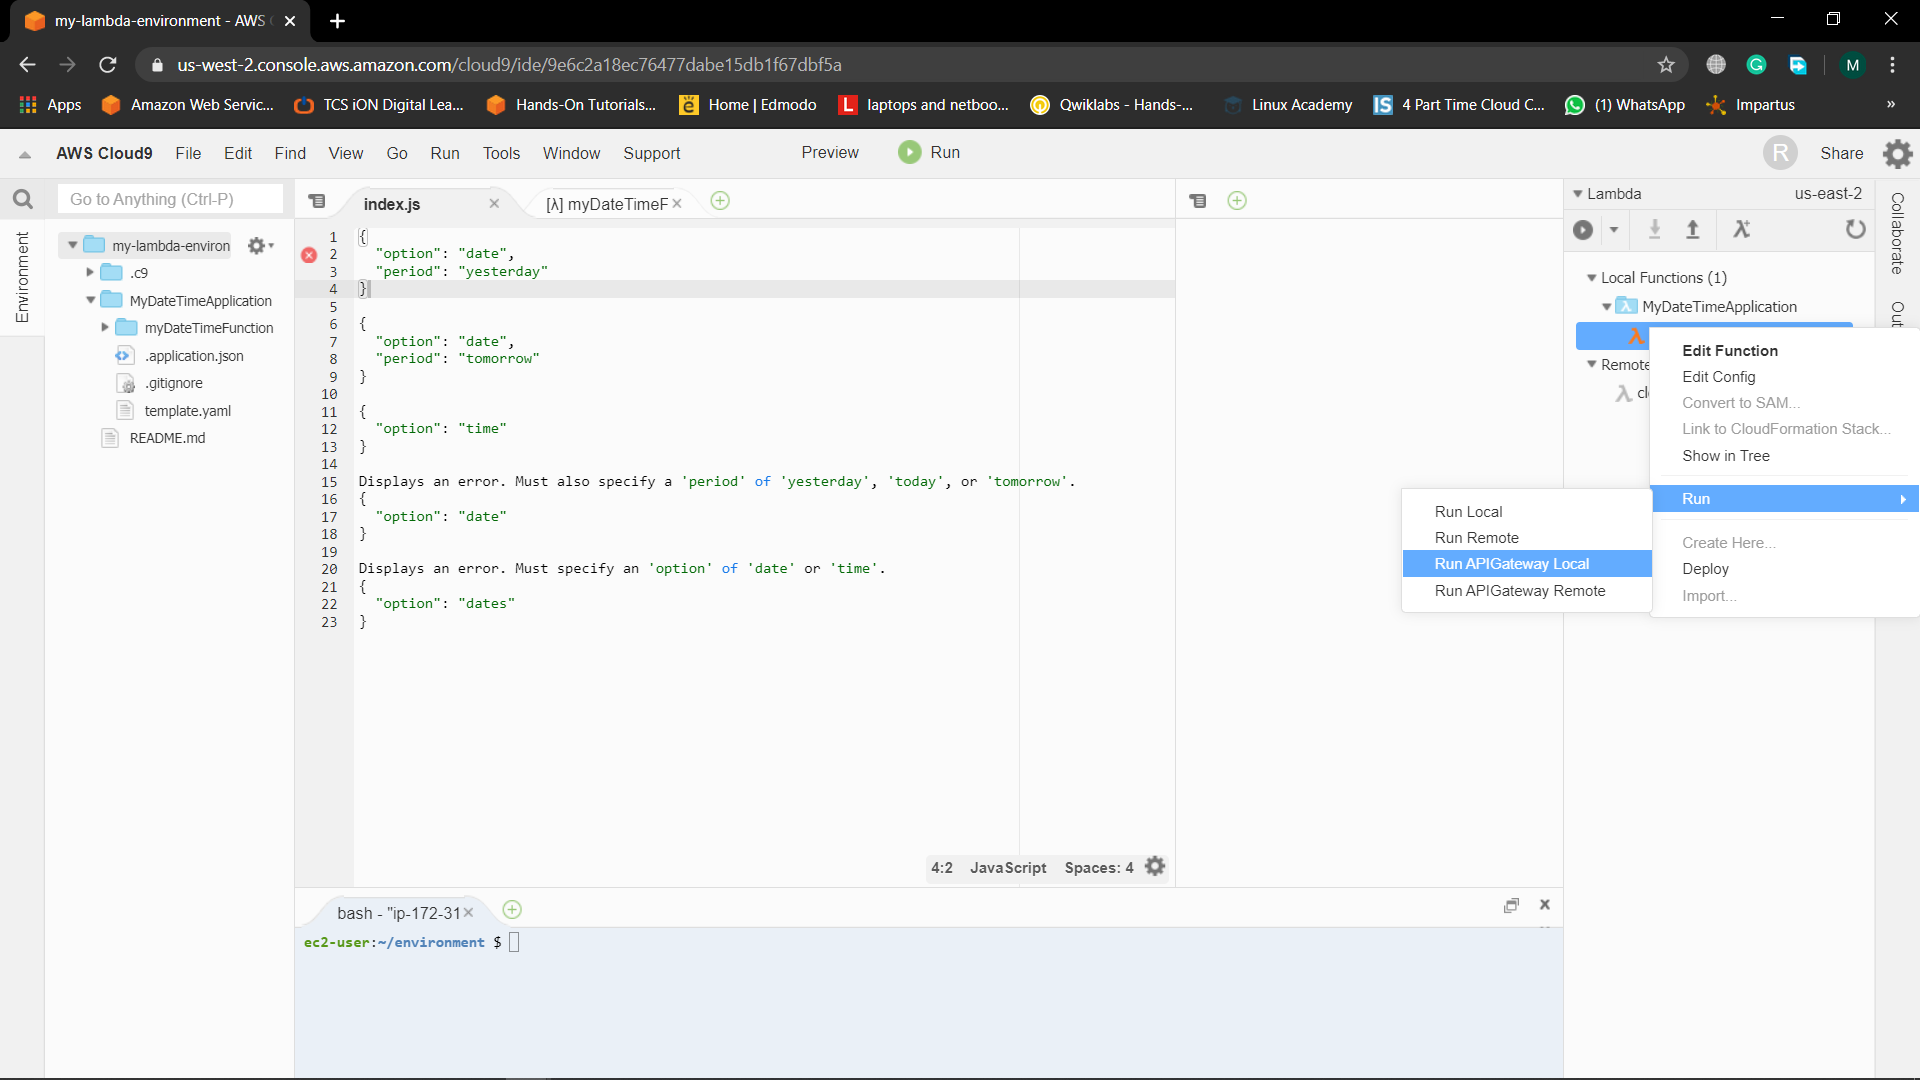 my-lambda-environment - AWS C
us-west-2.console.aws.amazon.com/cloud9/ide/9e6c2a18ec76477dabe15db1f67dbf5a
M
Apps Amazon Web Servic... TCS iON Digital Lea... Hands-On Tutorials... Home | Edmodo laptops and netboo... Qwiklabs - Hands-... Linux Academy 4 Part Time Cloud C... (1) WhatsApp Impartus »
AWS Cloud9 File Edit Find View Go Run Tools Window Support Preview Run R Share
Go to Anything (Ctrl-P)
Environment
my-lambda-environ
.c9
MyDateTimeApplication
myDateTimeFunction
.application.json
.gitignore
template.yaml
README.md
index.js
[λ] myDateTimeF
1 {
2 "option": "date",
3 "period": "yesterday"
4 }
5
6 {
7 "option": "date",
8 "period": "tomorrow"
9 }
10
11 {
12 "option": "time"
13 }
14
15 Displays an error. Must also specify a 'period' of 'yesterday', 'today', or 'tomorrow'.
16 {
17 "option": "date"
18 }
19
20 Displays an error. Must specify an 'option' of 'date' or 'time'.
21 {
22 "option": "dates"
23 }
4:2 JavaScript Spaces: 4
bash - "ip-172-31
ec2-user:~/environment $
Lambda us-east-2
Local Functions (1)
MyDateTimeApplication
Remote
cl
Edit Function
Edit Config
Convert to SAM...
Link to CloudFormation Stack...
Show in Tree
Run
Create Here...
Deploy
Import...
Run Local
Run Remote
Run APIGateway Local
Run APIGateway Remote
Collaborate
Out